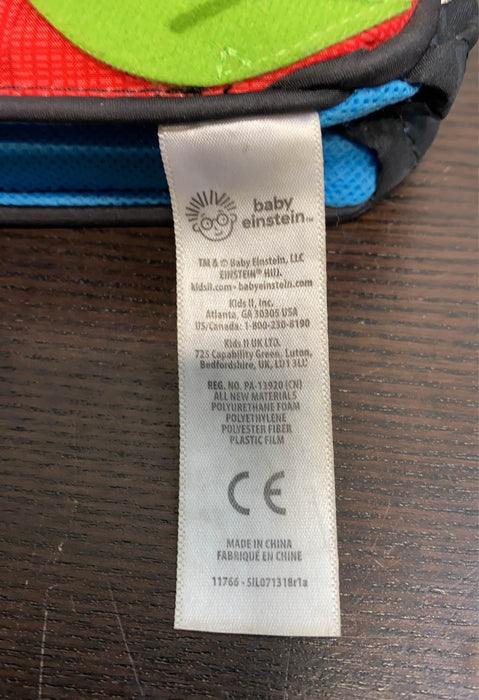 baby
einstein™
TM & © Baby Einstein, LLC
EINSTEIN® HUJ.
kidsii.com • babyeinstein.com
Kids II, Inc.
Atlanta, GA 30305 USA
US/Canada: 1-800-230-8190
Kids II UK LTD.
725 Capability Green, Luton,
Bedfordshire, UK, LU1 3LU
REG. NO. PA-13920 (CN)
ALL NEW MATERIALS
POLYURETHANE FOAM
POLYETHYLENE
POLYESTER FIBER
PLASTIC FILM
CE
MADE IN CHINA
FABRIQUÉ EN CHINE
11766 - SIL071318r1a